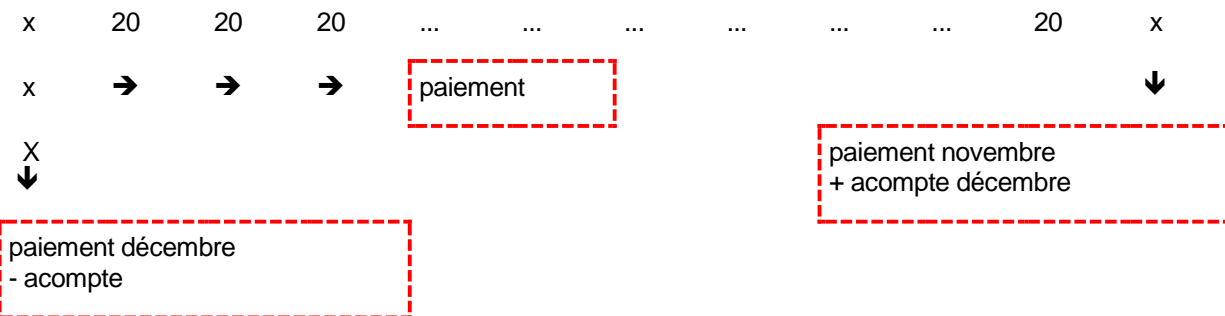 x 20 20 20 ... ... ... ... ... ... 20 x
x → → → paiement ↓
X
↓
paiement novembre
+ acompte décembre
paiement décembre
- acompte